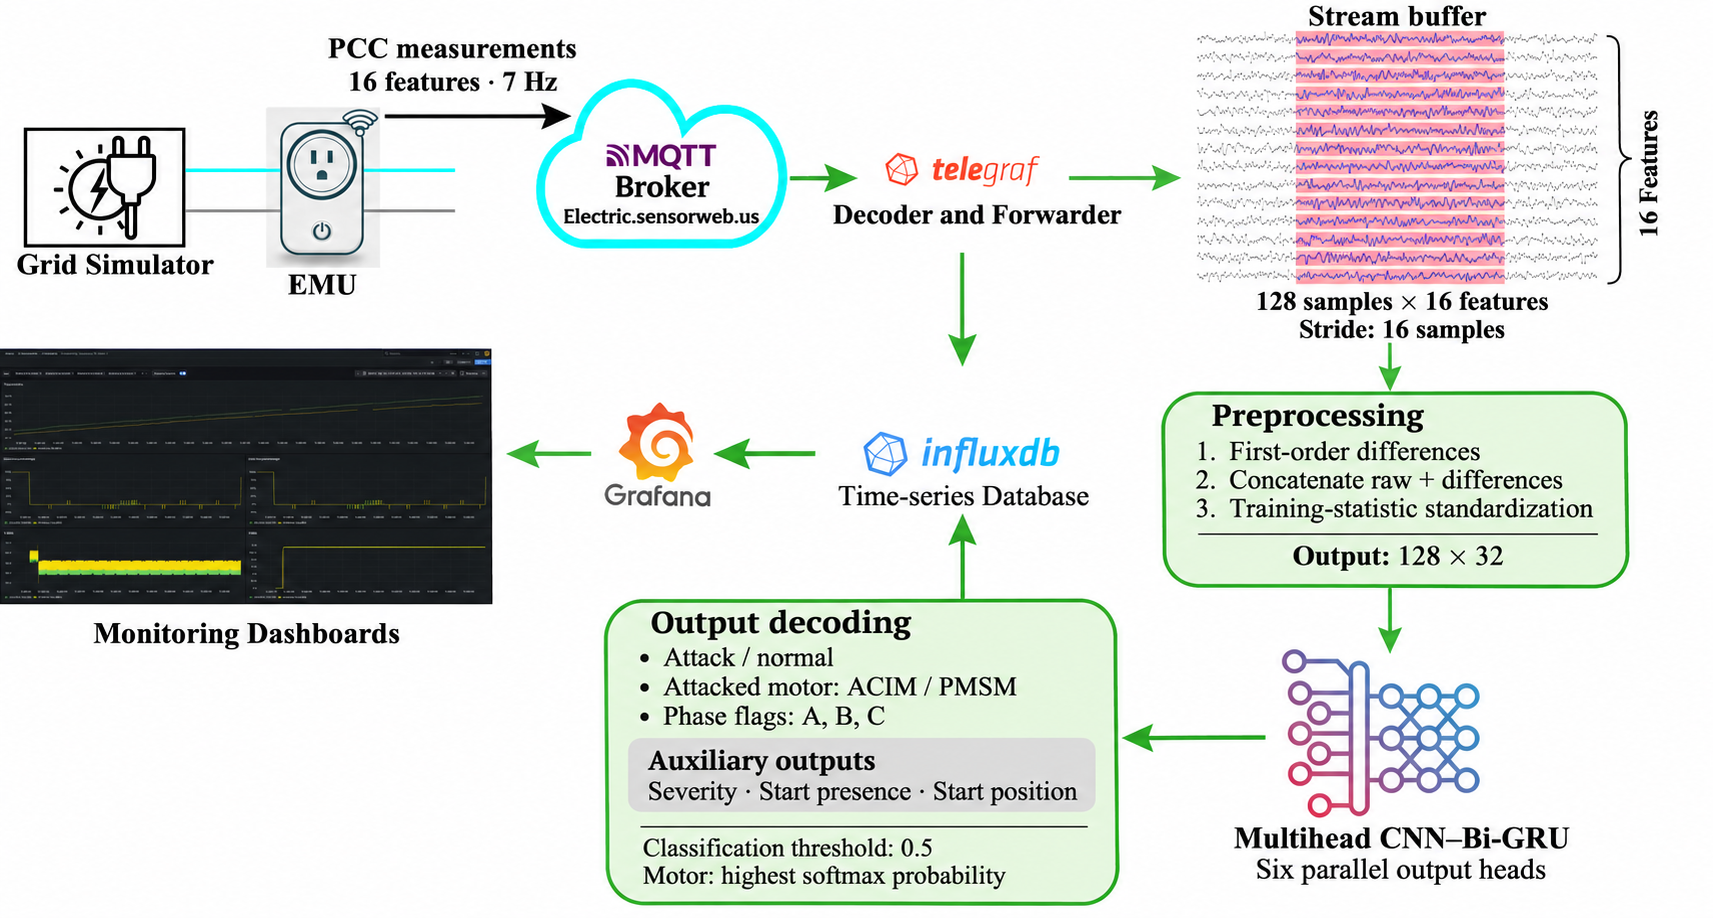 PCC measurements
16 features · 7 Hz
Grid Simulator
EMU
MQTT
Broker
Electric.sensorweb.us
telegraf
Decoder and Forwarder
Stream buffer
16 Features
128 samples × 16 features
Stride: 16 samples
Preprocessing
1. First-order differences
2. Concatenate raw + differences
3. Training-statistic standardization
Output: 128 × 32
Multihead CNN–Bi-GRU
Six parallel output heads
Output decoding
• Attack / normal
• Attacked motor: ACIM / PMSM
• Phase flags: A, B, C
Auxiliary outputs
Severity · Start presence · Start position
Classification threshold: 0.5
Motor: highest softmax probability
influxdb
Time-series Database
Grafana
Monitoring Dashboards